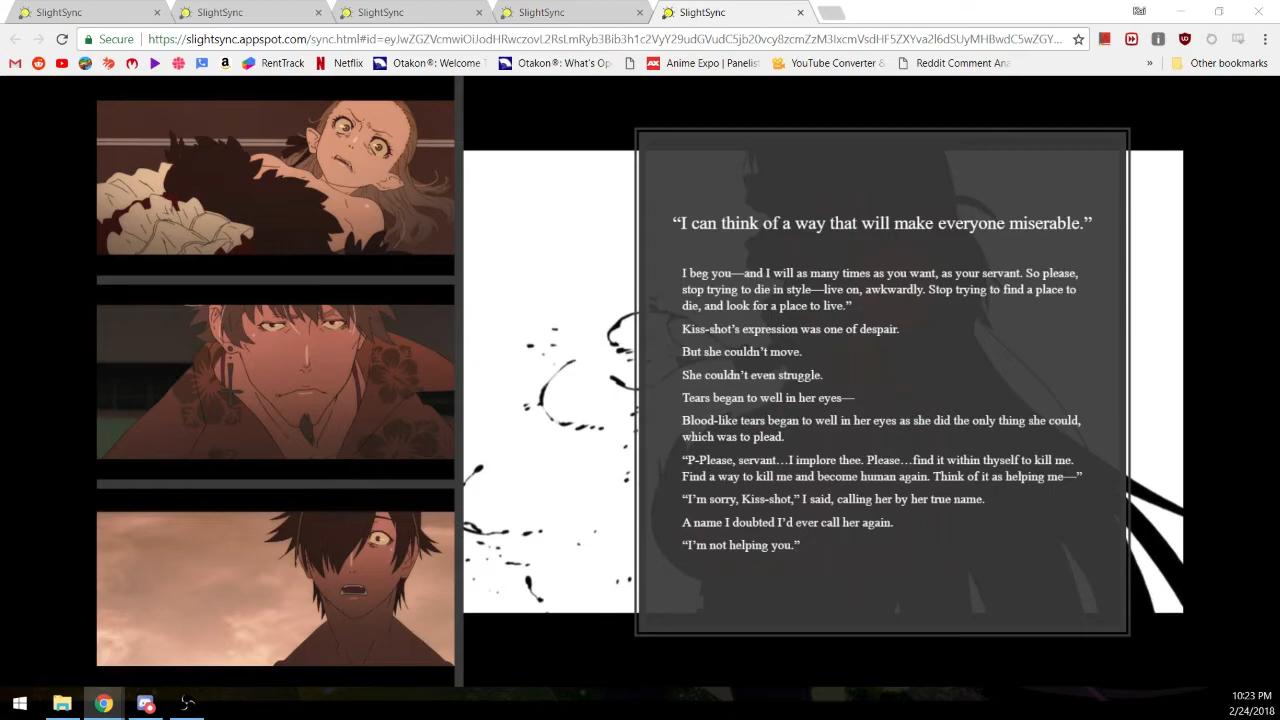 SlightSync
SlightSync
SlightSync
SlightSync
SlightSync
Secure
https://slightsync.appspot.com/sync.html#id=eyJwZGZVcmwiOiJodHRwczovL2RsLmRyb3Bib3h1c2VyY29udGVudC5jb20vcy8zcmZzM3IxcmVsdHF5ZXYva2l6dSUyMHBwdC5wZGY...
RentTrack
Netflix
Otakon®: Welcome T
Otakon®: What's Op
Anime Expo | Panelist
YouTube Converter &
Reddit Comment Ana
»
Other bookmarks
“I can think of a way that will make everyone miserable.”
I beg you—and I will as many times as you want, as your servant. So please,
stop trying to die in style—live on, awkwardly. Stop trying to find a place to
die, and look for a place to live.”
Kiss-shot’s expression was one of despair.
But she couldn’t move.
She couldn’t even struggle.
Tears began to well in her eyes—
Blood-like tears began to well in her eyes as she did the only thing she could,
which was to plead.
“P-Please, servant…I implore thee. Please…find it within thyself to kill me.
Find a way to kill me and become human again. Think of it as helping me—”
“I’m sorry, Kiss-shot,” I said, calling her by her true name.
A name I doubted I’d ever call her again.
“I’m not helping you.”
10:23 PM
2/24/2018